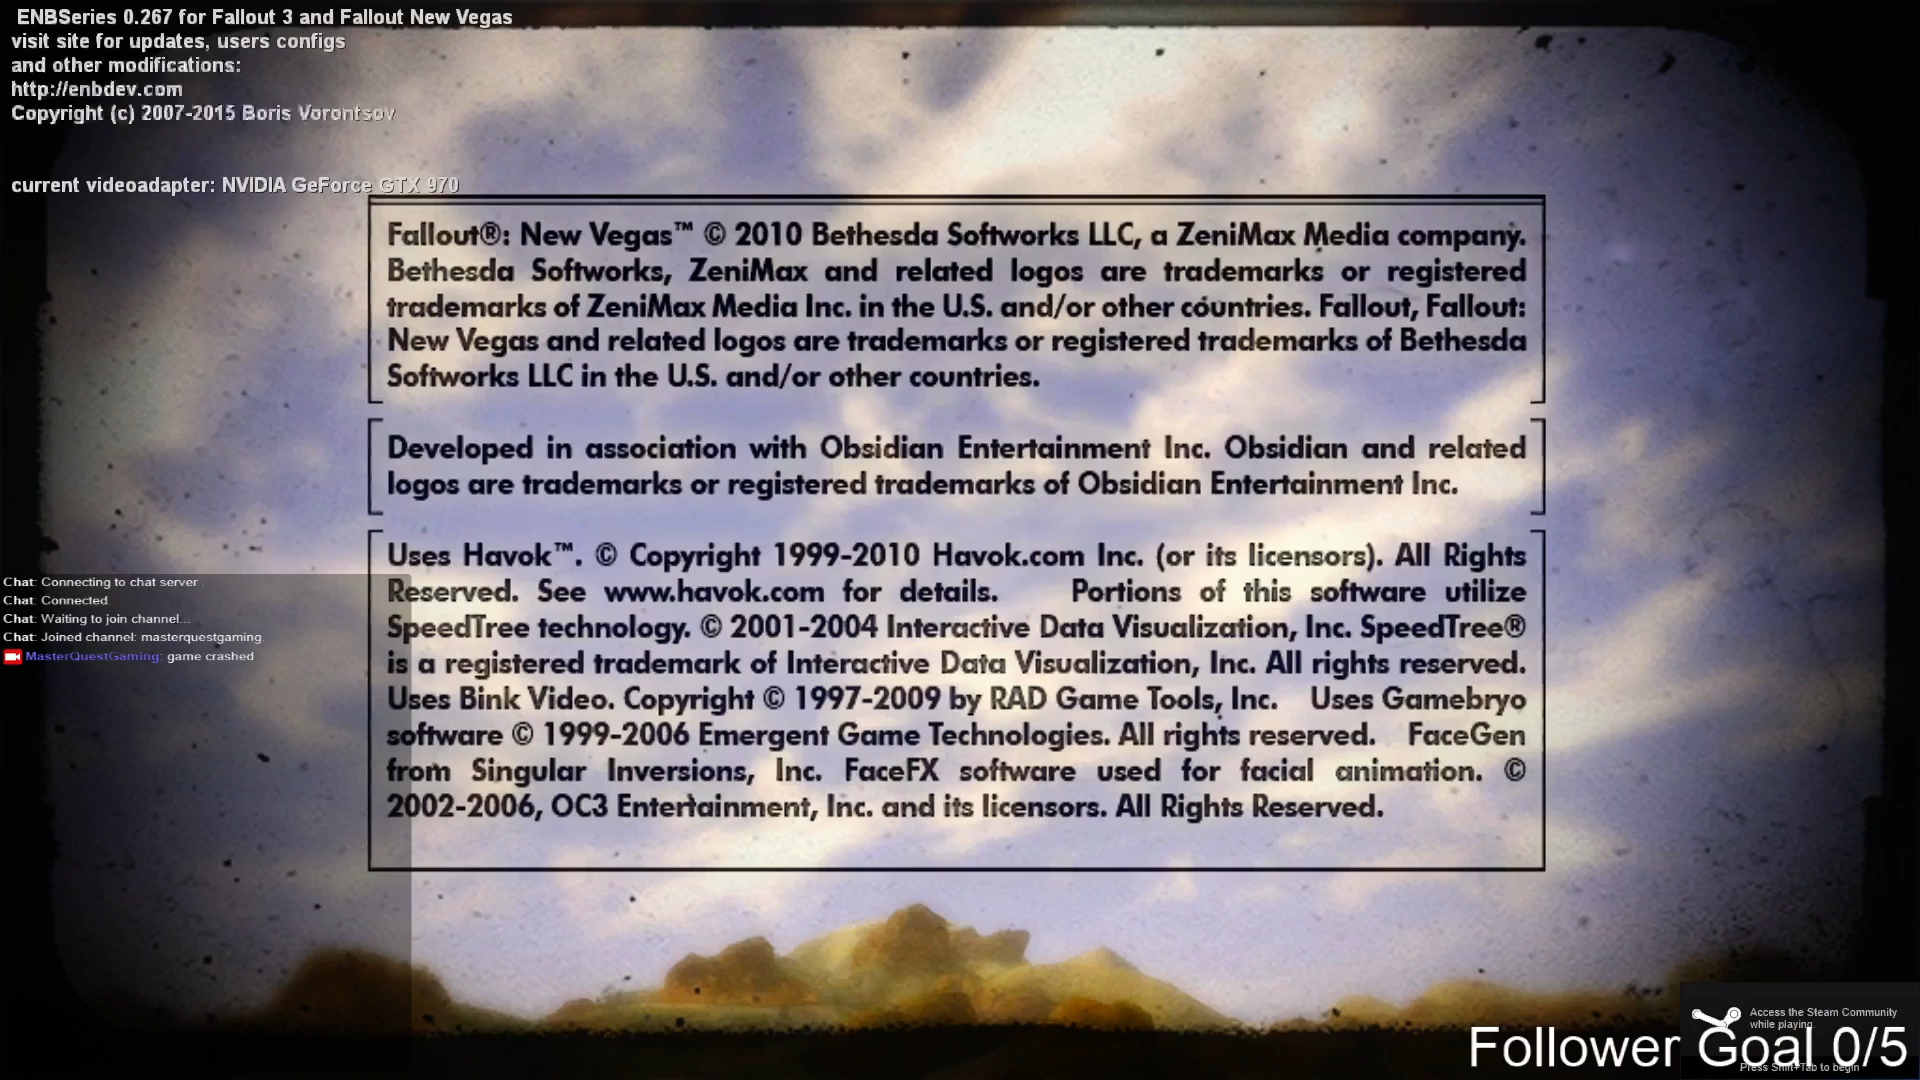 ENBSeries 0.267 for Fallout 3 and Fallout New Vegas
visit site for updates, users configs
and other modifications:
http://enbdev.com
Copyright (c) 2007-2015 Boris Vorontsov
current videoadapter: NVIDIA GeForce GTX 970
Fallout®: New Vegas™ © 2010 Bethesda Softworks LLC, a ZeniMax Media company.
Bethesda Softworks, ZeniMax and related logos are trademarks or registered
trademarks of ZeniMax Media Inc. in the U.S. and/or other countries. Fallout, Fallout:
New Vegas and related logos are trademarks or registered trademarks of Bethesda
Softworks LLC in the U.S. and/or other countries.
Developed in association with Obsidian Entertainment Inc. Obsidian and related
logos are trademarks or registered trademarks of Obsidian Entertainment Inc.
Uses Havok™. © Copyright 1999-2010 Havok.com Inc. (or its licensors). All Rights
Reserved. See www.havok.com for details. Portions of this software utilize
SpeedTree technology. © 2001-2004 Interactive Data Visualization, Inc. SpeedTree®
is a registered trademark of Interactive Data Visualization, Inc. All rights reserved.
Uses Bink Video. Copyright © 1997-2009 by RAD Game Tools, Inc. Uses Gamebryo
software © 1999-2006 Emergent Game Technologies. All rights reserved. FaceGen
from Singular Inversions, Inc. FaceFX software used for facial animation. ©
2002-2006, OC3 Entertainment, Inc. and its licensors. All Rights Reserved.
Chat: Connecting to chat server..
Chat: Connected.
Chat: Waiting to join channel...
Chat: Joined channel: masterquestgaming.
MasterQuestGaming: game crashed
Access the Steam Community
while playing.
Follower Goal 0/5
Press Shift+Tab to begin